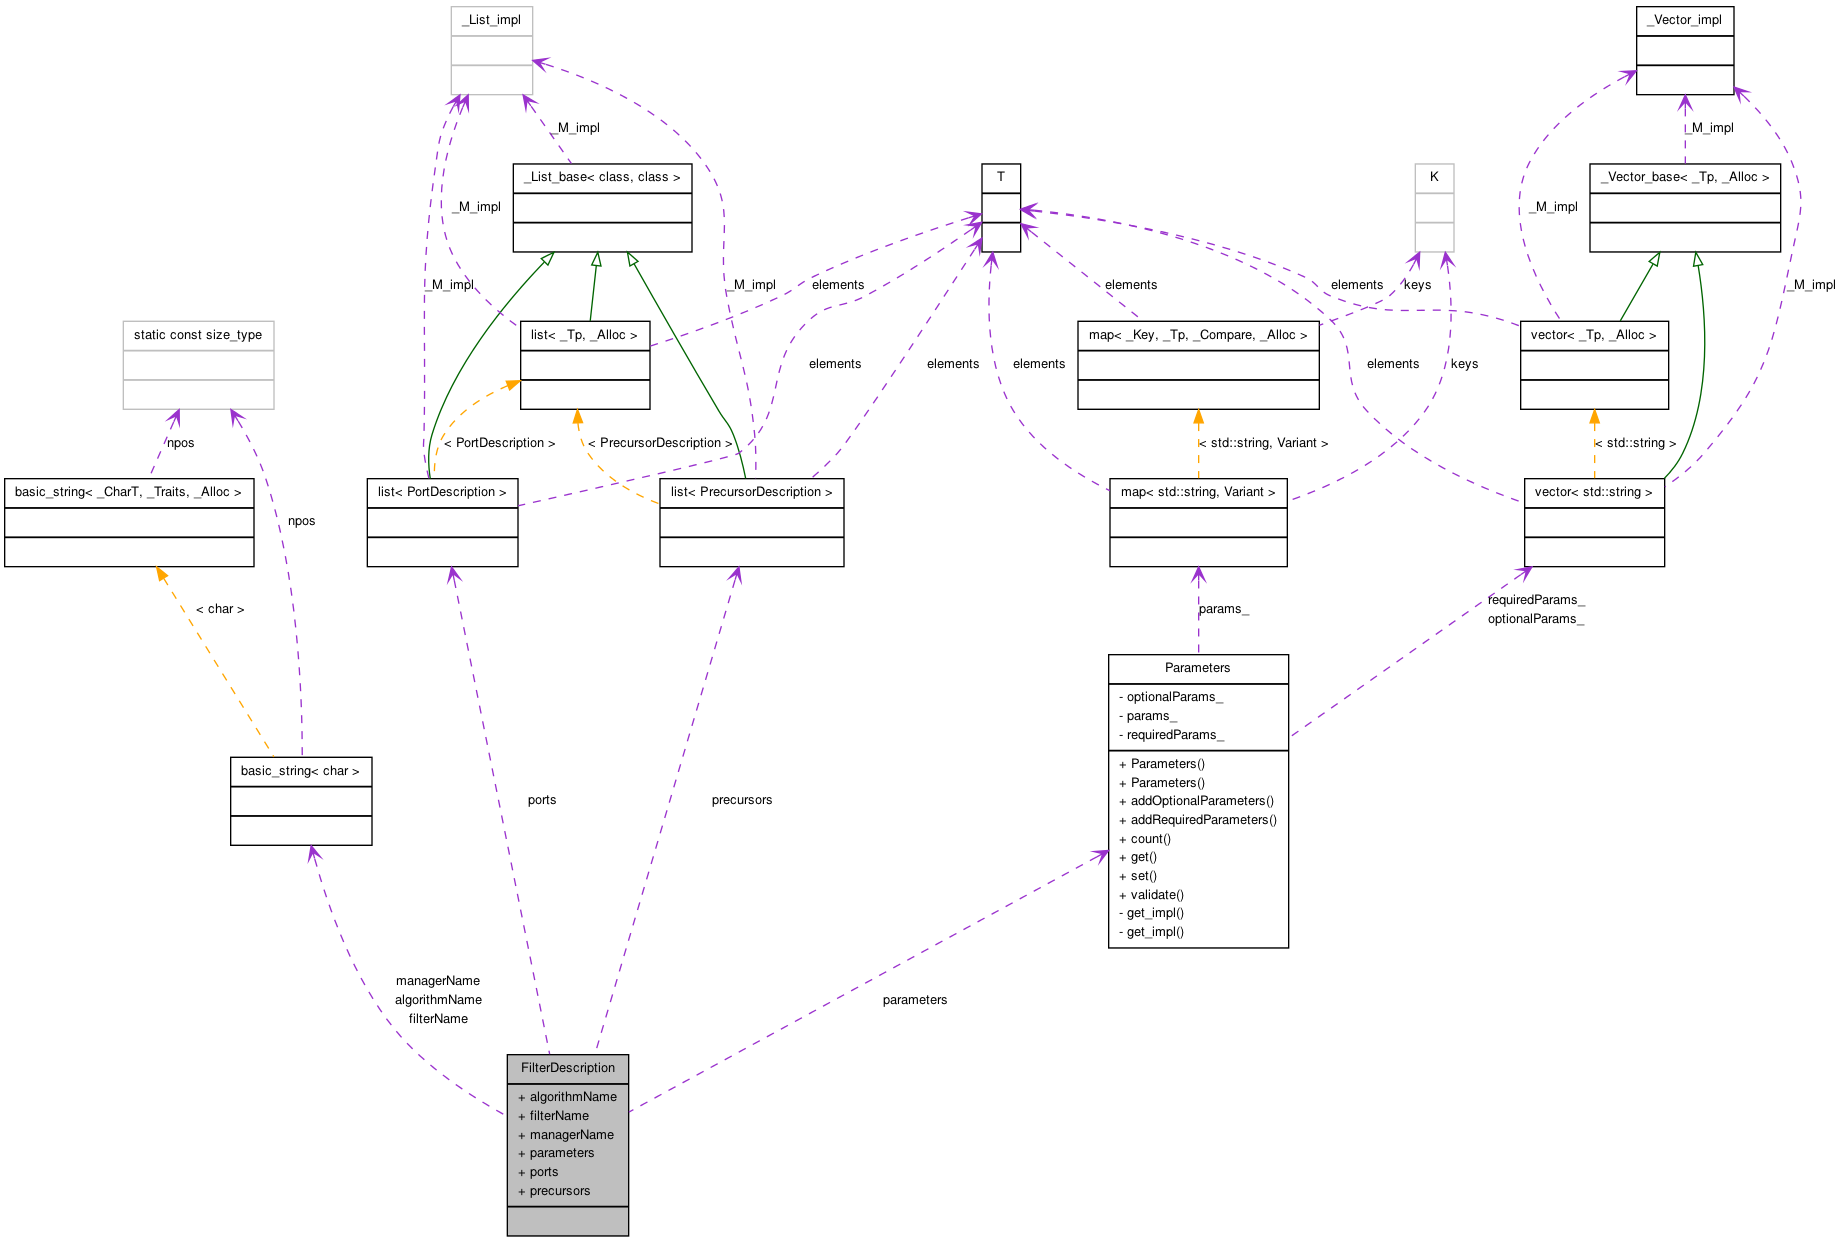 _List_impl
_Vector_impl
_M_impl
_M_impl
_List_base< class, class >
T
K
_Vector_base< _Tp, _Alloc >
_M_impl
_M_impl
_M_impl
_M_impl
elements
elements
elements
keys
_M_impl
static const size_type
list< _Tp, _Alloc >
map< _Key, _Tp, _Compare, _Alloc >
vector< _Tp, _Alloc >
elements
elements
elements
elements
keys
npos
< PortDescription >
< PrecursorDescription >
< std::string, Variant >
< std::string >
basic_string< _CharT, _Traits, _Alloc >
list< PortDescription >
list< PrecursorDescription >
map< std::string, Variant >
vector< std::string >
npos
< char >
params_
requiredParams_
optionalParams_
Parameters
- optionalParams_
- params_
- requiredParams_
+ Parameters()
+ Parameters()
+ addOptionalParameters()
+ addRequiredParameters()
+ count()
+ get()
+ set()
+ validate()
- get_impl()
- get_impl()
basic_string< char >
ports
precursors
managerName
algorithmName
filterName
parameters
FilterDescription
+ algorithmName
+ filterName
+ managerName
+ parameters
+ ports
+ precursors